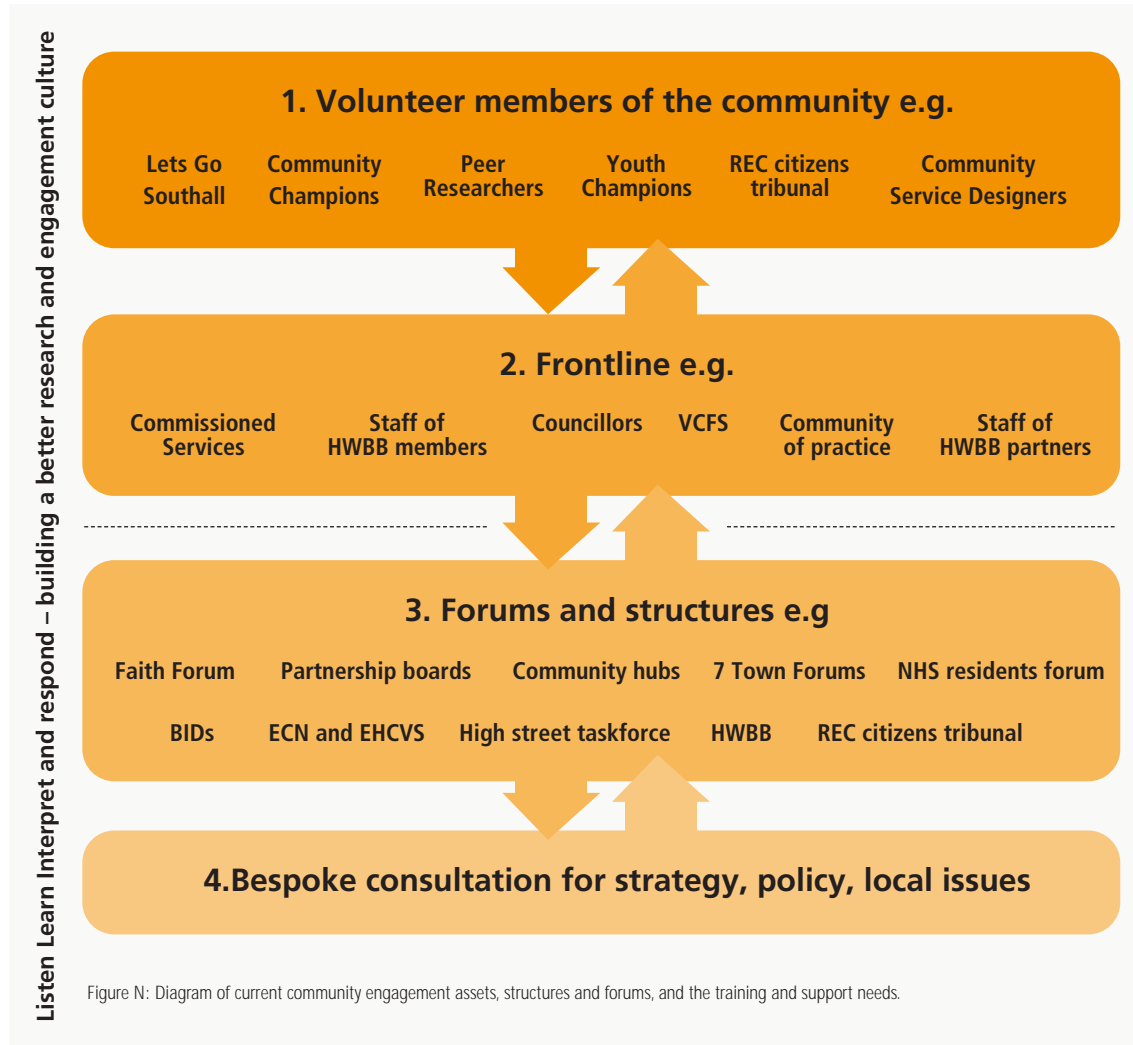 Listen Learn Interpret and respond – building a better research and engagement culture
1. Volunteer members of the community e.g.
Lets Go
Southall
Community
Champions
Peer
Researchers
Youth
Champions
REC citizens
tribunal
Community
Service Designers
2. Frontline e.g.
Commissioned
Services
Staff of
HWBB members
Councillors
VCFS
Community
of practice
Staff of
HWBB partners
3. Forums and structures e.g
Faith Forum
Partnership boards
Community hubs
7 Town Forums
NHS residents forum
BIDs
ECN and EHCVS
High street taskforce
HWBB
REC citizens tribunal
4.Bespoke consultation for strategy, policy, local issues
Figure N: Diagram of current community engagement assets, structures and forums, and the training and support needs.